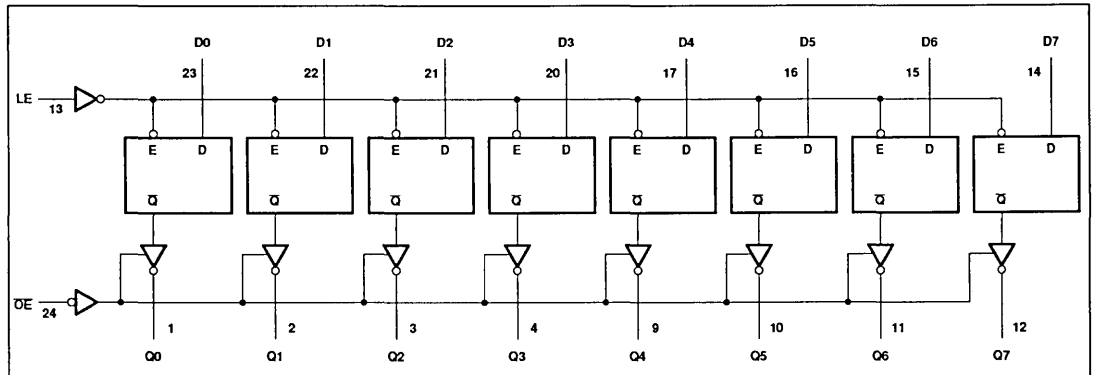 D0 D1 D2 D3 D4 D5 D6 D7
23 22 21 20 17 16 15 14
LE
13
E D E D E D E D E D E D E D E D
Q̅ Q̅ Q̅ Q̅ Q̅ Q̅ Q̅ Q̅
O̅E̅
24
1 2 3 4 9 10 11 12
Q0 Q1 Q2 Q3 Q4 Q5 Q6 Q7